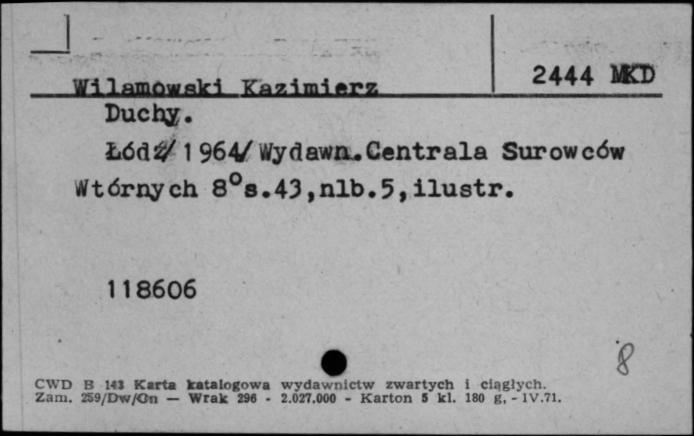 2444 MKD
Wilamowski Kazimierz
Duchy.
Łódź/1964/Wydawn.Centrala Surowców
Wtórnych 8°s.43,nlb.5,ilustr.
118606
8
CWD B 143 Karta katalogowa wydawnictw zwartych i ciągłych.
Zam. 259/Dw/Gn — Wrak 296 - 2.027.000 - Karton 5 kl. 180 g, - IV.71.